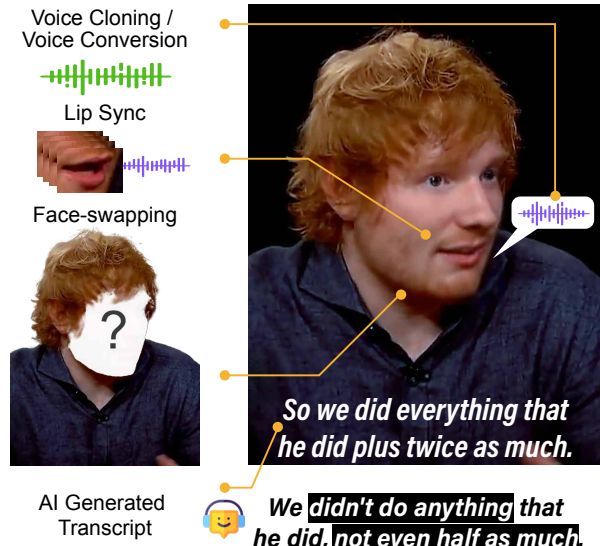 Voice Cloning /
Voice Conversion
Lip Sync
Face-swapping
?
So we did everything that
he did plus twice as much.
AI Generated
Transcript
We didn't do anything that
he did, not even half as much.